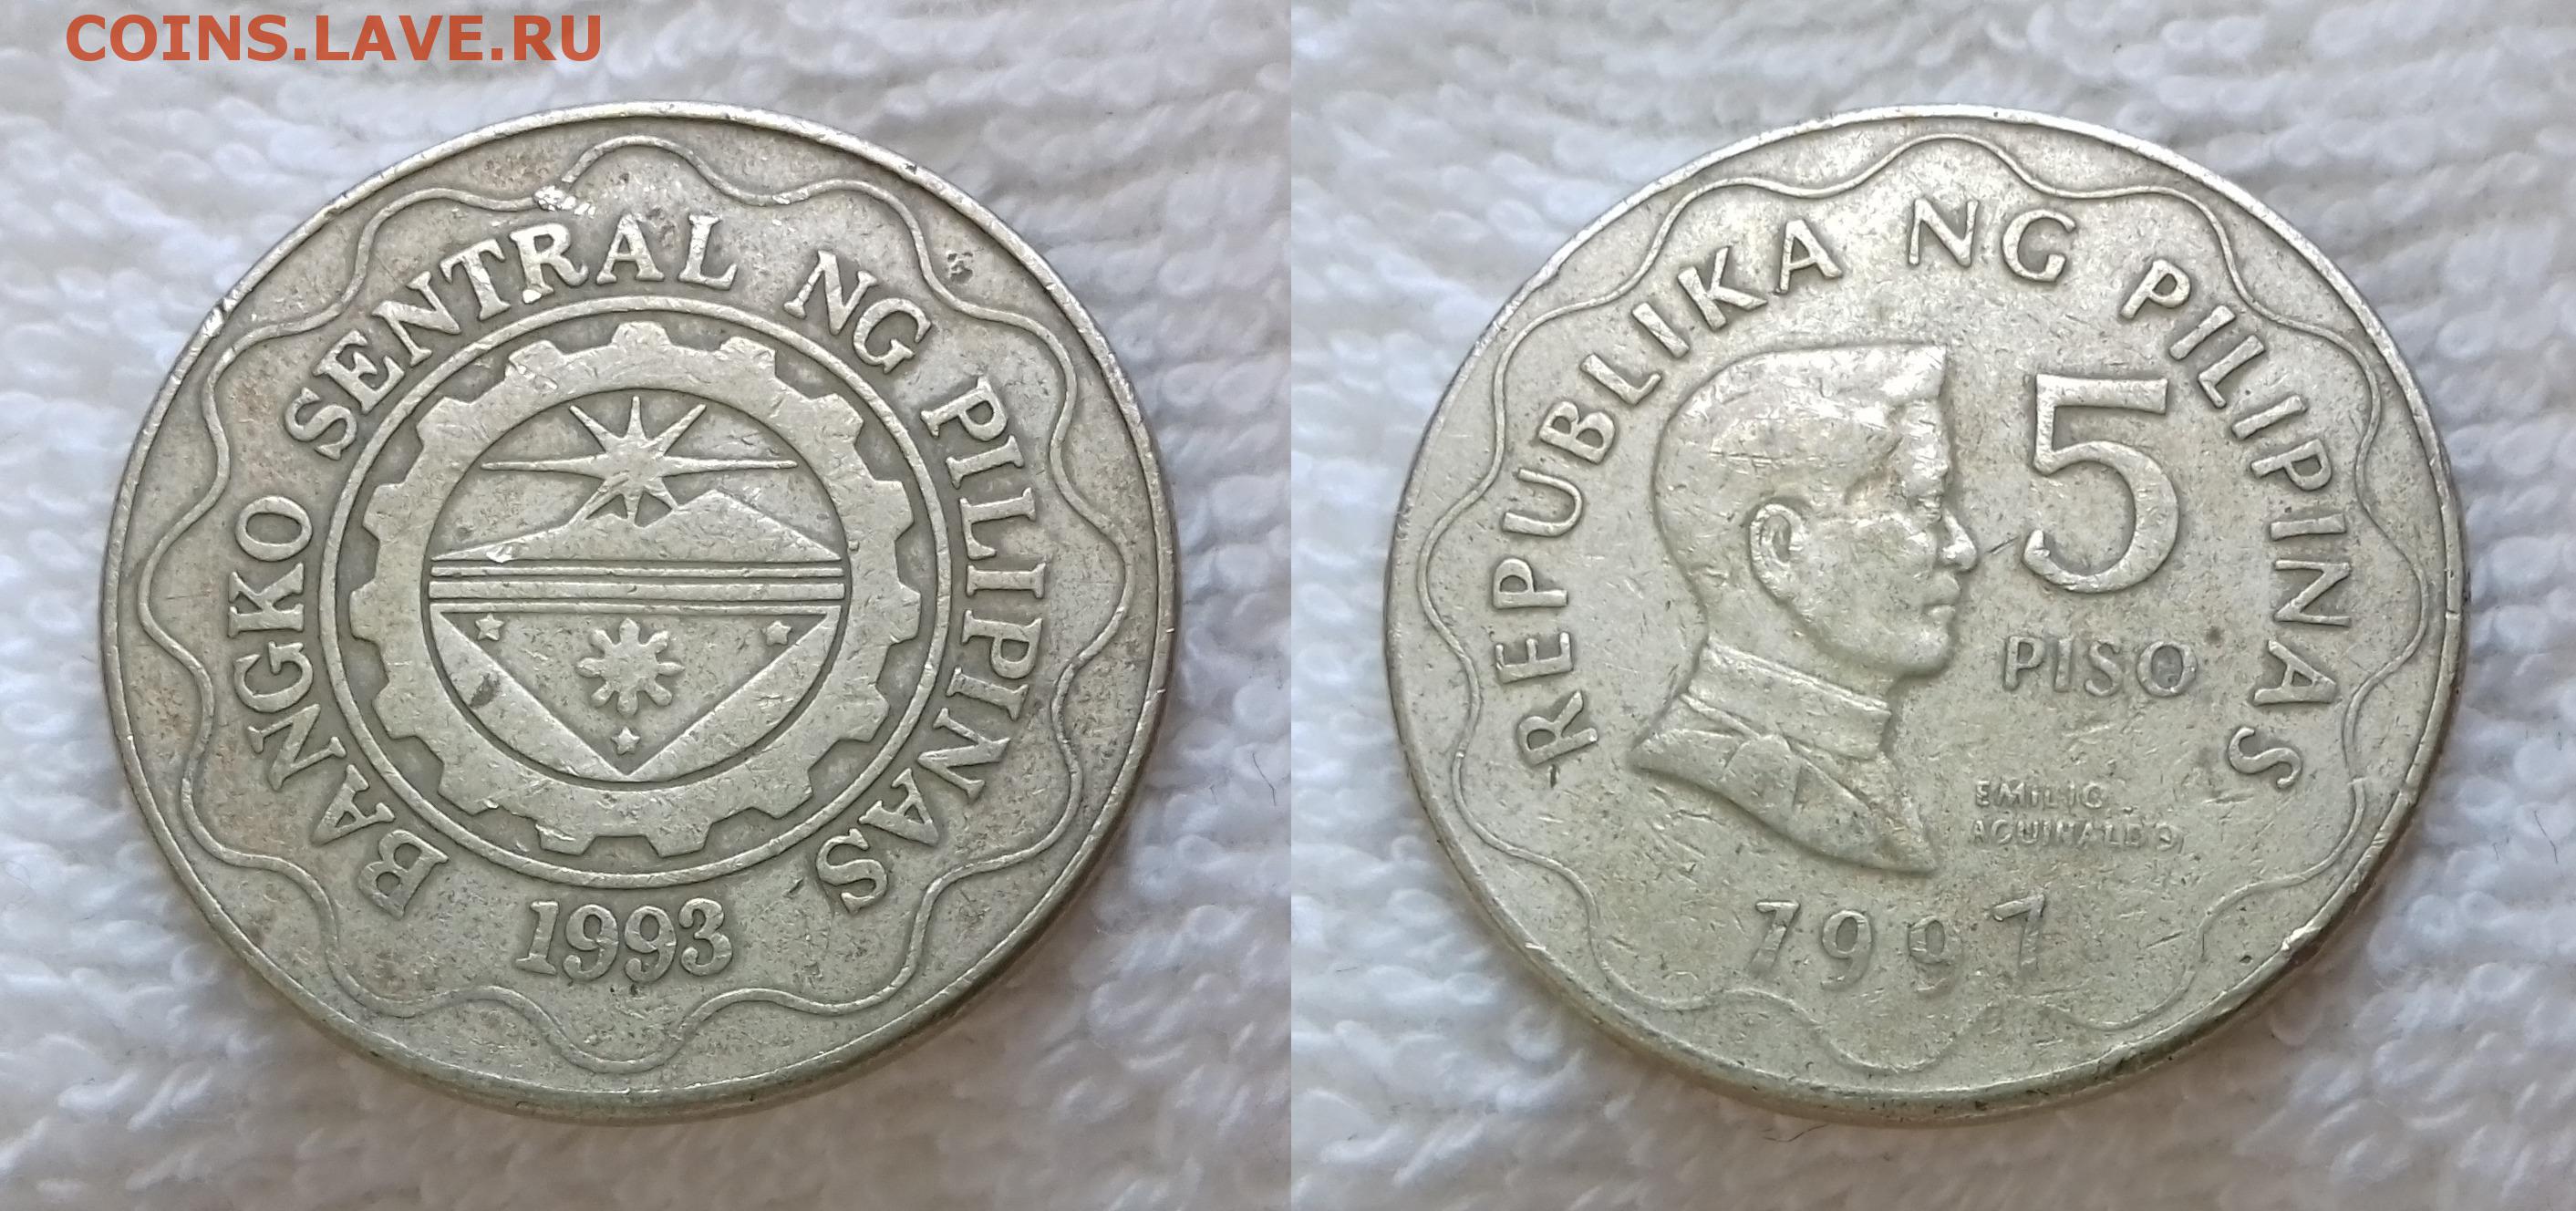 COINS.LAVE.RU
BANGKO SENTRAL NG PILIPINAS
1993
REPUBLIKA NG PILIPINAS
5
PISO
EMILIO
AGUINALDO
1997